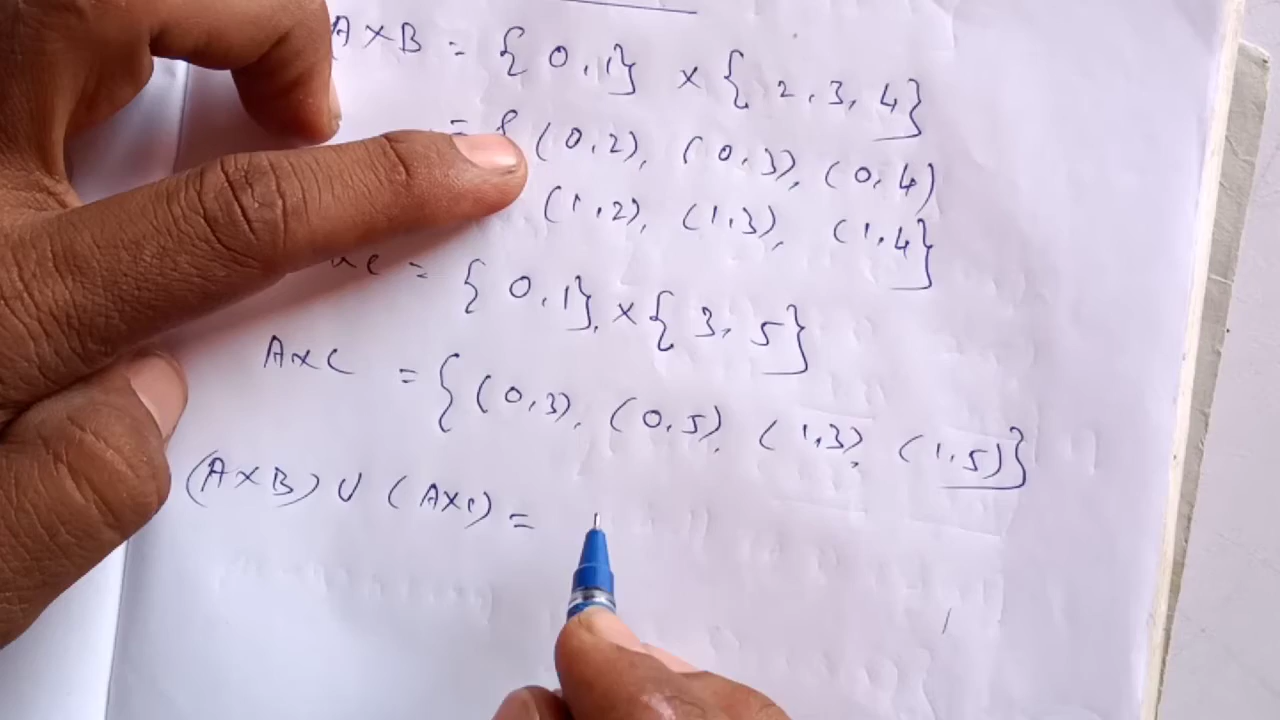 A×B = { 0,1} × { 2,3,4}
= { (0,2), (0,3), (0,4)
(1,2), (1,3), (1,4}
= { 0,1}, × { 3, 5}
A×C = { (0,3), (0,5), (1,3), (1,5)}
(A×B) ∪ (A×C) =